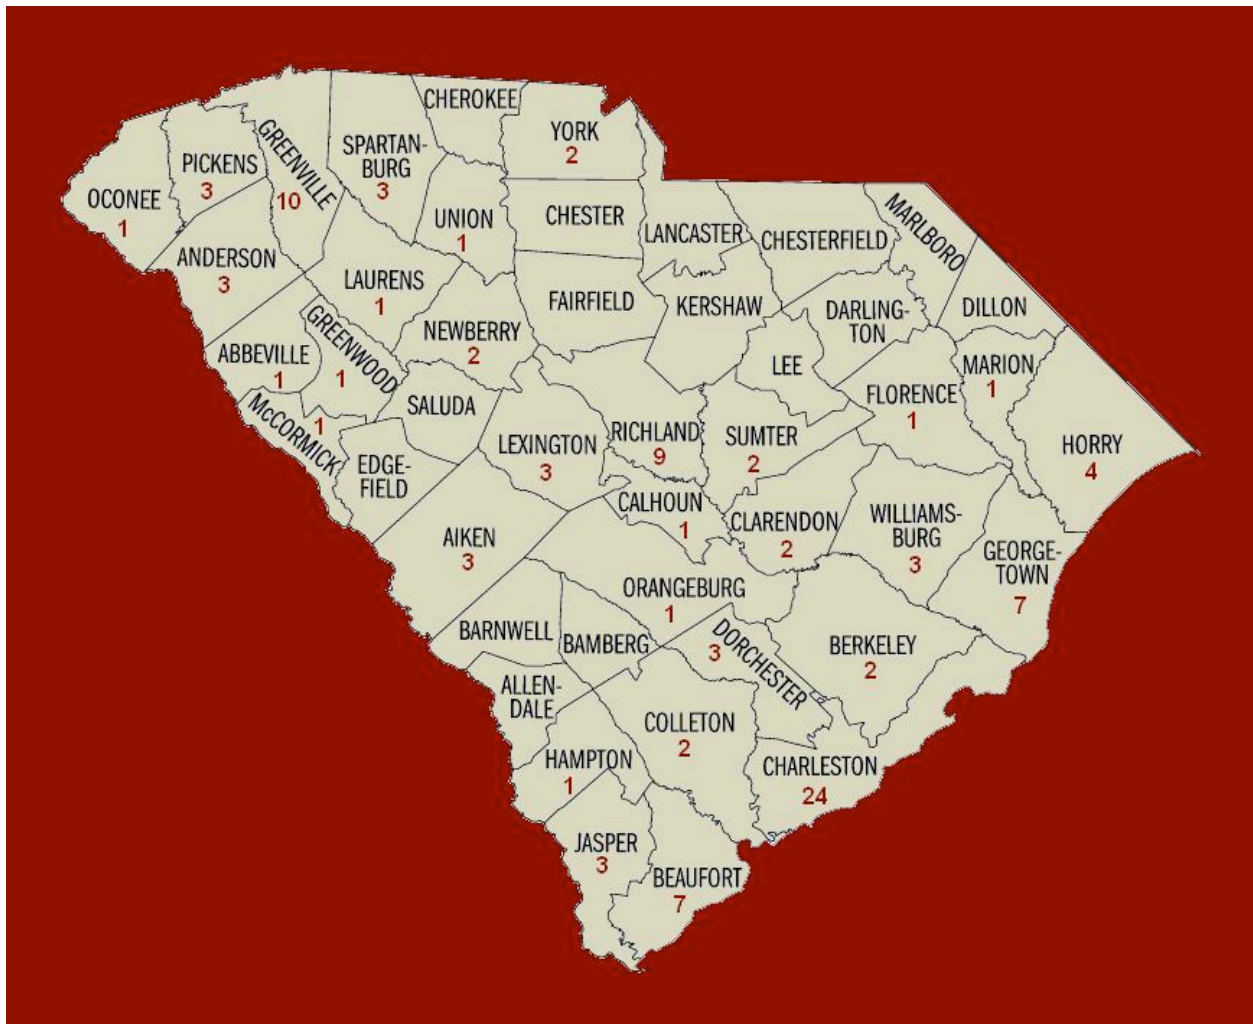 CHEROKEE
YORK
2
GREENVILLE
10
SPARTAN-
BURG
3
PICKENS
3
OCONEE
1
UNION
1
CHESTER
LANCASTER
CHESTERFIELD
MARLBORO
ANDERSON
3
LAURENS
1
FAIRFIELD
KERSHAW
DARLING-
TON
DILLON
NEWBERRY
2
GREENWOOD
1
ABBEVILLE
1
LEE
MARION
1
FLORENCE
1
McCORMICK
1
SALUDA
LEXINGTON
3
RICHLAND
9
SUMTER
2
HORRY
4
EDGE-
FIELD
CALHOUN
1
CLARENDON
2
WILLIAMS-
BURG
3
AIKEN
3
GEORGE-
TOWN
7
ORANGEBURG
1
BARNWELL
BAMBERG
DORCHESTER
3
BERKELEY
2
ALLEN-
DALE
COLLETON
2
HAMPTON
1
CHARLESTON
24
JASPER
3
BEAUFORT
7